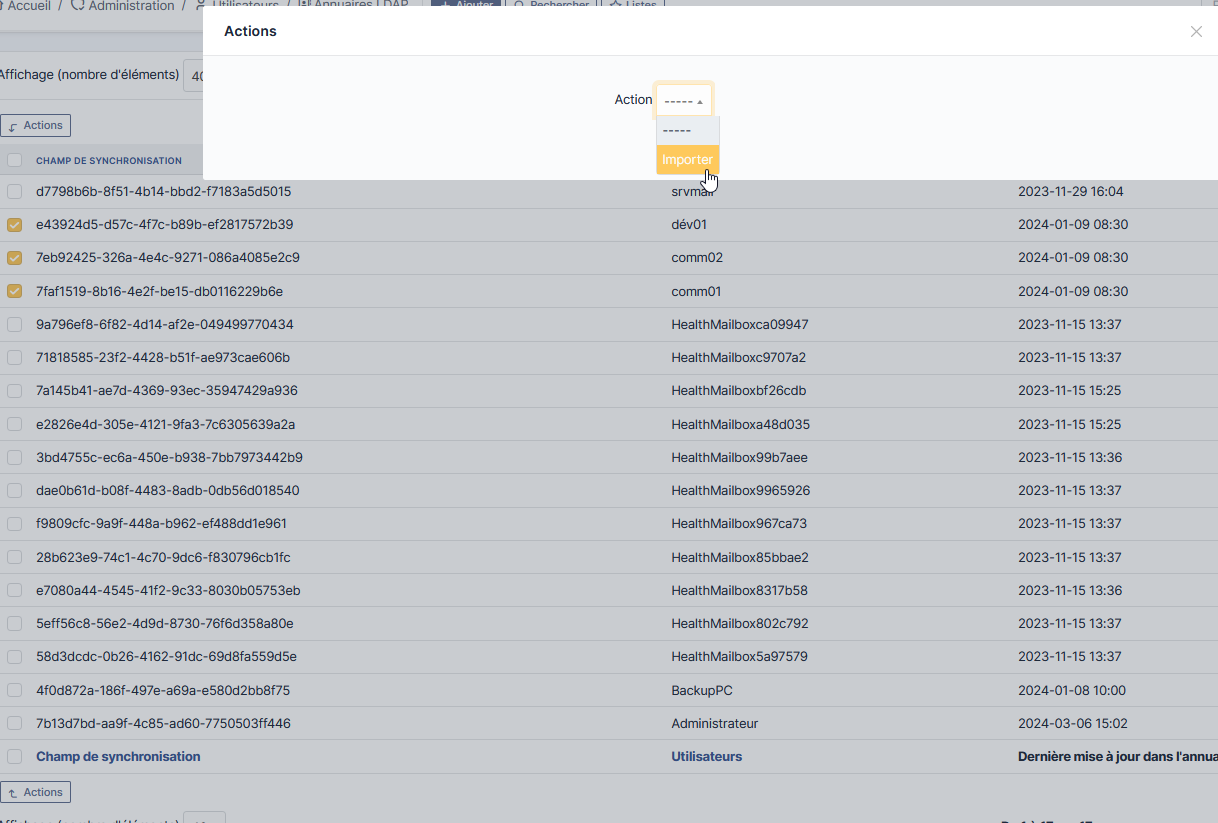 Accueil / Administration / Utilisateurs / Annuaires LDAP Ajouter Rechercher Listes
Actions
Affichage (nombre d'éléments) 40
Action -----
-----
Importer
Actions
CHAMP DE SYNCHRONISATION
d7798b6b-8f51-4b14-bbd2-f7183a5d5015 srvmail 2023-11-29 16:04
e43924d5-d57c-4f7c-b89b-ef2817572b39 dév01 2024-01-09 08:30
7eb92425-326a-4e4c-9271-086a4085e2c9 comm02 2024-01-09 08:30
7faf1519-8b16-4e2f-be15-db0116229b6e comm01 2024-01-09 08:30
9a796ef8-6f82-4d14-af2e-049499770434 HealthMailboxca09947 2023-11-15 13:37
71818585-23f2-4428-b51f-ae973cae606b HealthMailboxc9707a2 2023-11-15 13:37
7a145b41-ae7d-4369-93ec-35947429a936 HealthMailboxbf26cdb 2023-11-15 15:25
e2826e4d-305e-4121-9fa3-7c6305639a2a HealthMailboxa48d035 2023-11-15 15:25
3bd4755c-ec6a-450e-b938-7bb7973442b9 HealthMailbox99b7aee 2023-11-15 13:36
dae0b61d-b08f-4483-8adb-0db56d018540 HealthMailbox9965926 2023-11-15 13:37
f9809cfc-9a9f-448a-b962-ef488dd1e961 HealthMailbox967ca73 2023-11-15 13:37
28b623e9-74c1-4c70-9dc6-f830796cb1fc HealthMailbox85bbae2 2023-11-15 13:37
e7080a44-4545-41f2-9c33-8030b05753eb HealthMailbox8317b58 2023-11-15 13:36
5eff56c8-56e2-4d9d-8730-76f6d358a80e HealthMailbox802c792 2023-11-15 13:37
58d3dcdc-0b26-4162-91dc-69d8fa559d5e HealthMailbox5a97579 2023-11-15 13:37
4f0d872a-186f-497e-a69a-e580d2bb8f75 BackupPC 2024-01-08 10:00
7b13d7bd-aa9f-4c85-ad60-7750503ff446 Administrateur 2024-03-06 15:02
Champ de synchronisation Utilisateurs Dernière mise à jour dans l'annua
Actions